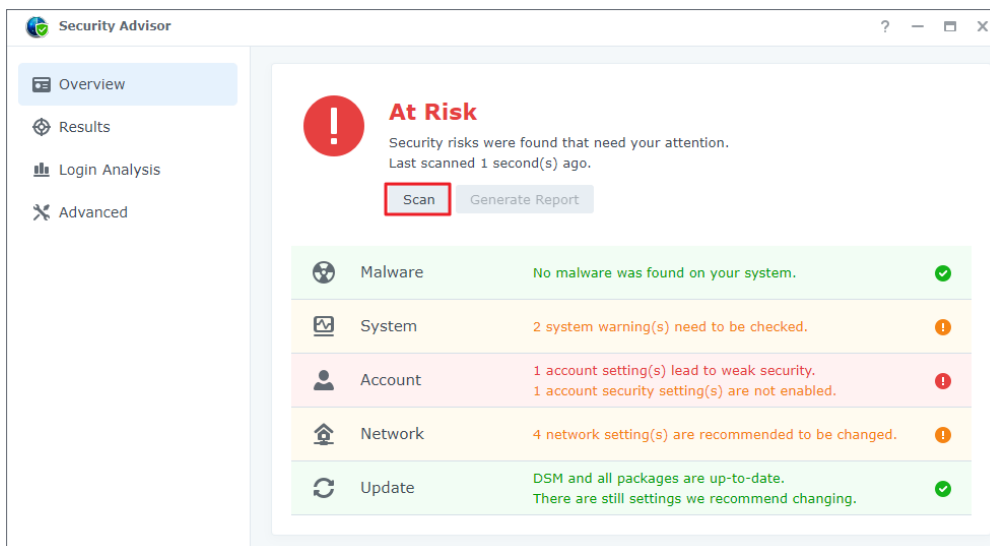 Security Advisor
?
Overview
Results
Login Analysis
Advanced
At Risk
Security risks were found that need your attention.
Last scanned 1 second(s) ago.
Scan Generate Report
Malware No malware was found on your system.
System 2 system warning(s) need to be checked.
Account 1 account setting(s) lead to weak security.
1 account security setting(s) are not enabled.
Network 4 network setting(s) are recommended to be changed.
Update DSM and all packages are up-to-date.
There are still settings we recommend changing.